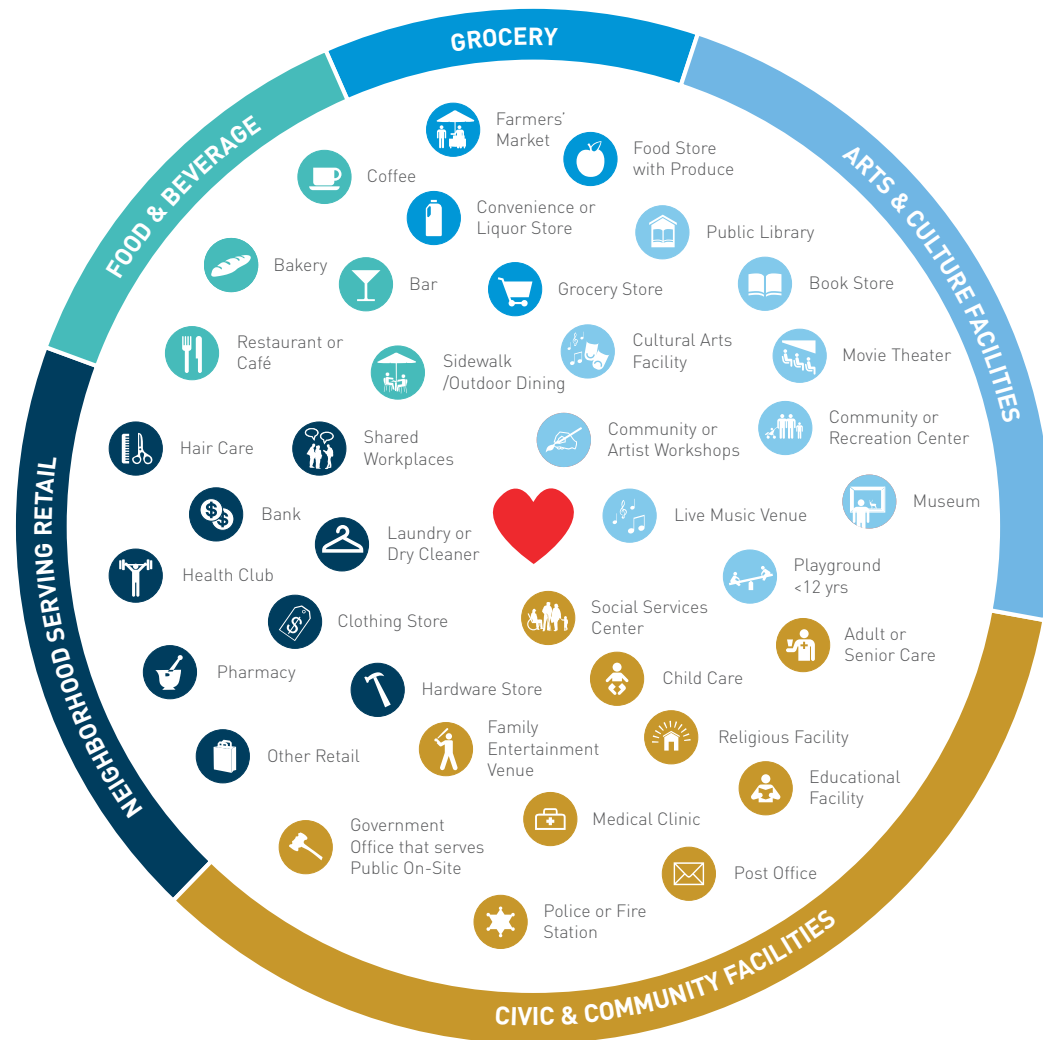 GROCERY
FOOD & BEVERAGE
ARTS & CULTURE FACILITIES
NEIGHBORHOOD SERVING RETAIL
CIVIC & COMMUNITY FACILITIES
Farmers'
Market
Food Store
with Produce
Coffee
Convenience or
Liquor Store
Public Library
Bakery
Bar
Grocery Store
Book Store
Restaurant or
Café
Sidewalk
/Outdoor Dining
Cultural Arts
Facility
Movie Theater
Hair Care
Shared
Workplaces
Community or
Artist Workshops
Community or
Recreation Center
Bank
Laundry or
Dry Cleaner
Live Music Venue
Museum
Health Club
Playground
<12 yrs
Clothing Store
Social Services
Center
Adult or
Senior Care
Pharmacy
Hardware Store
Child Care
Other Retail
Family
Entertainment
Venue
Religious Facility
Educational
Facility
Government
Office that serves
Public On-Site
Medical Clinic
Post Office
Police or Fire
Station
$
$
$